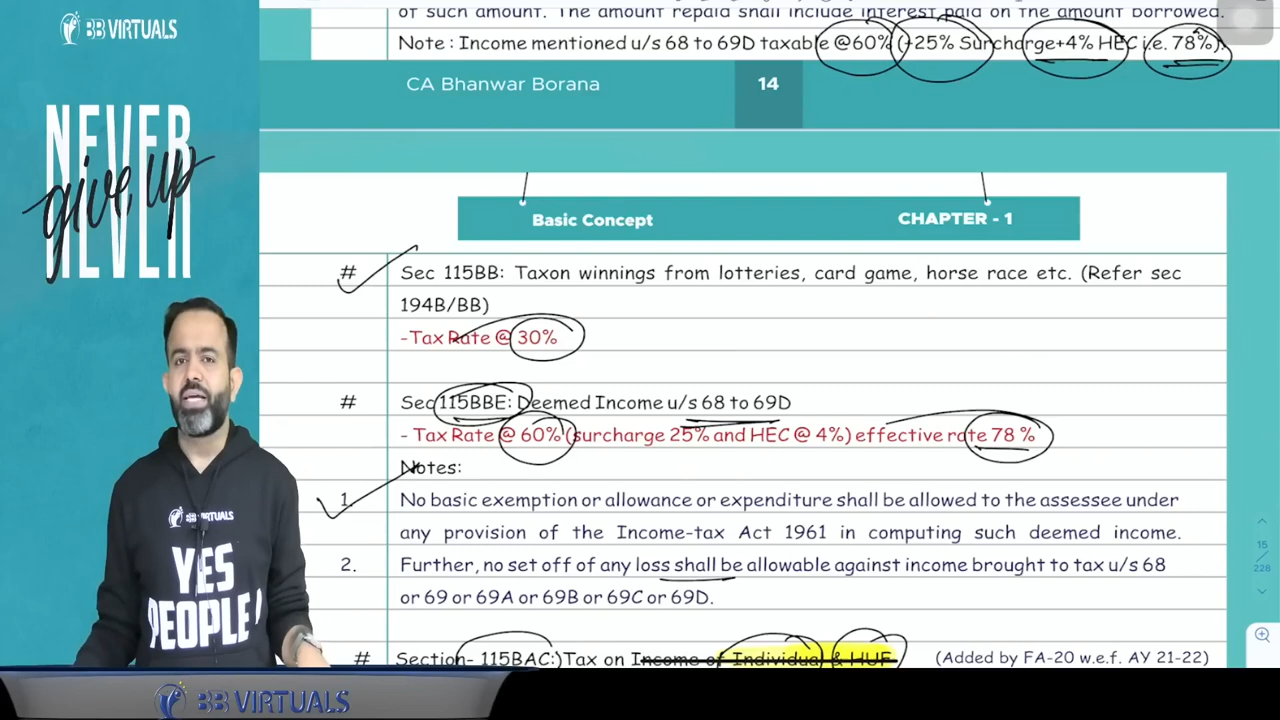 BB VIRTUALS
NEVER
give up
NEVER
of such amount. The amount repaid shall include interest paid on the amount borrowed.
Note : Income mentioned u/s 68 to 69D taxable @60% (+25% Surcharge+4% HEC i.e. 78%).
CA Bhanwar Borana
14
Basic Concept
CHAPTER - 1
# Sec 115BB: Taxon winnings from lotteries, card game, horse race etc. (Refer sec
194B/BB)
-Tax Rate @ 30%
# Sec 115BBE: Deemed Income u/s 68 to 69D
- Tax Rate @ 60% (surcharge 25% and HEC @ 4%) effective rate 78 %
Notes:
1. No basic exemption or allowance or expenditure shall be allowed to the assessee under
any provision of the Income-tax Act 1961 in computing such deemed income.
2. Further, no set off of any loss shall be allowable against income brought to tax u/s 68
or 69 or 69A or 69B or 69C or 69D.
# Section- 115BAC:)Tax on Income of Individual & HUF (Added by FA-20 w.e.f. AY 21-22)
15
228
BB VIRTUALS
YES
PEOPLE!
BB VIRTUALS